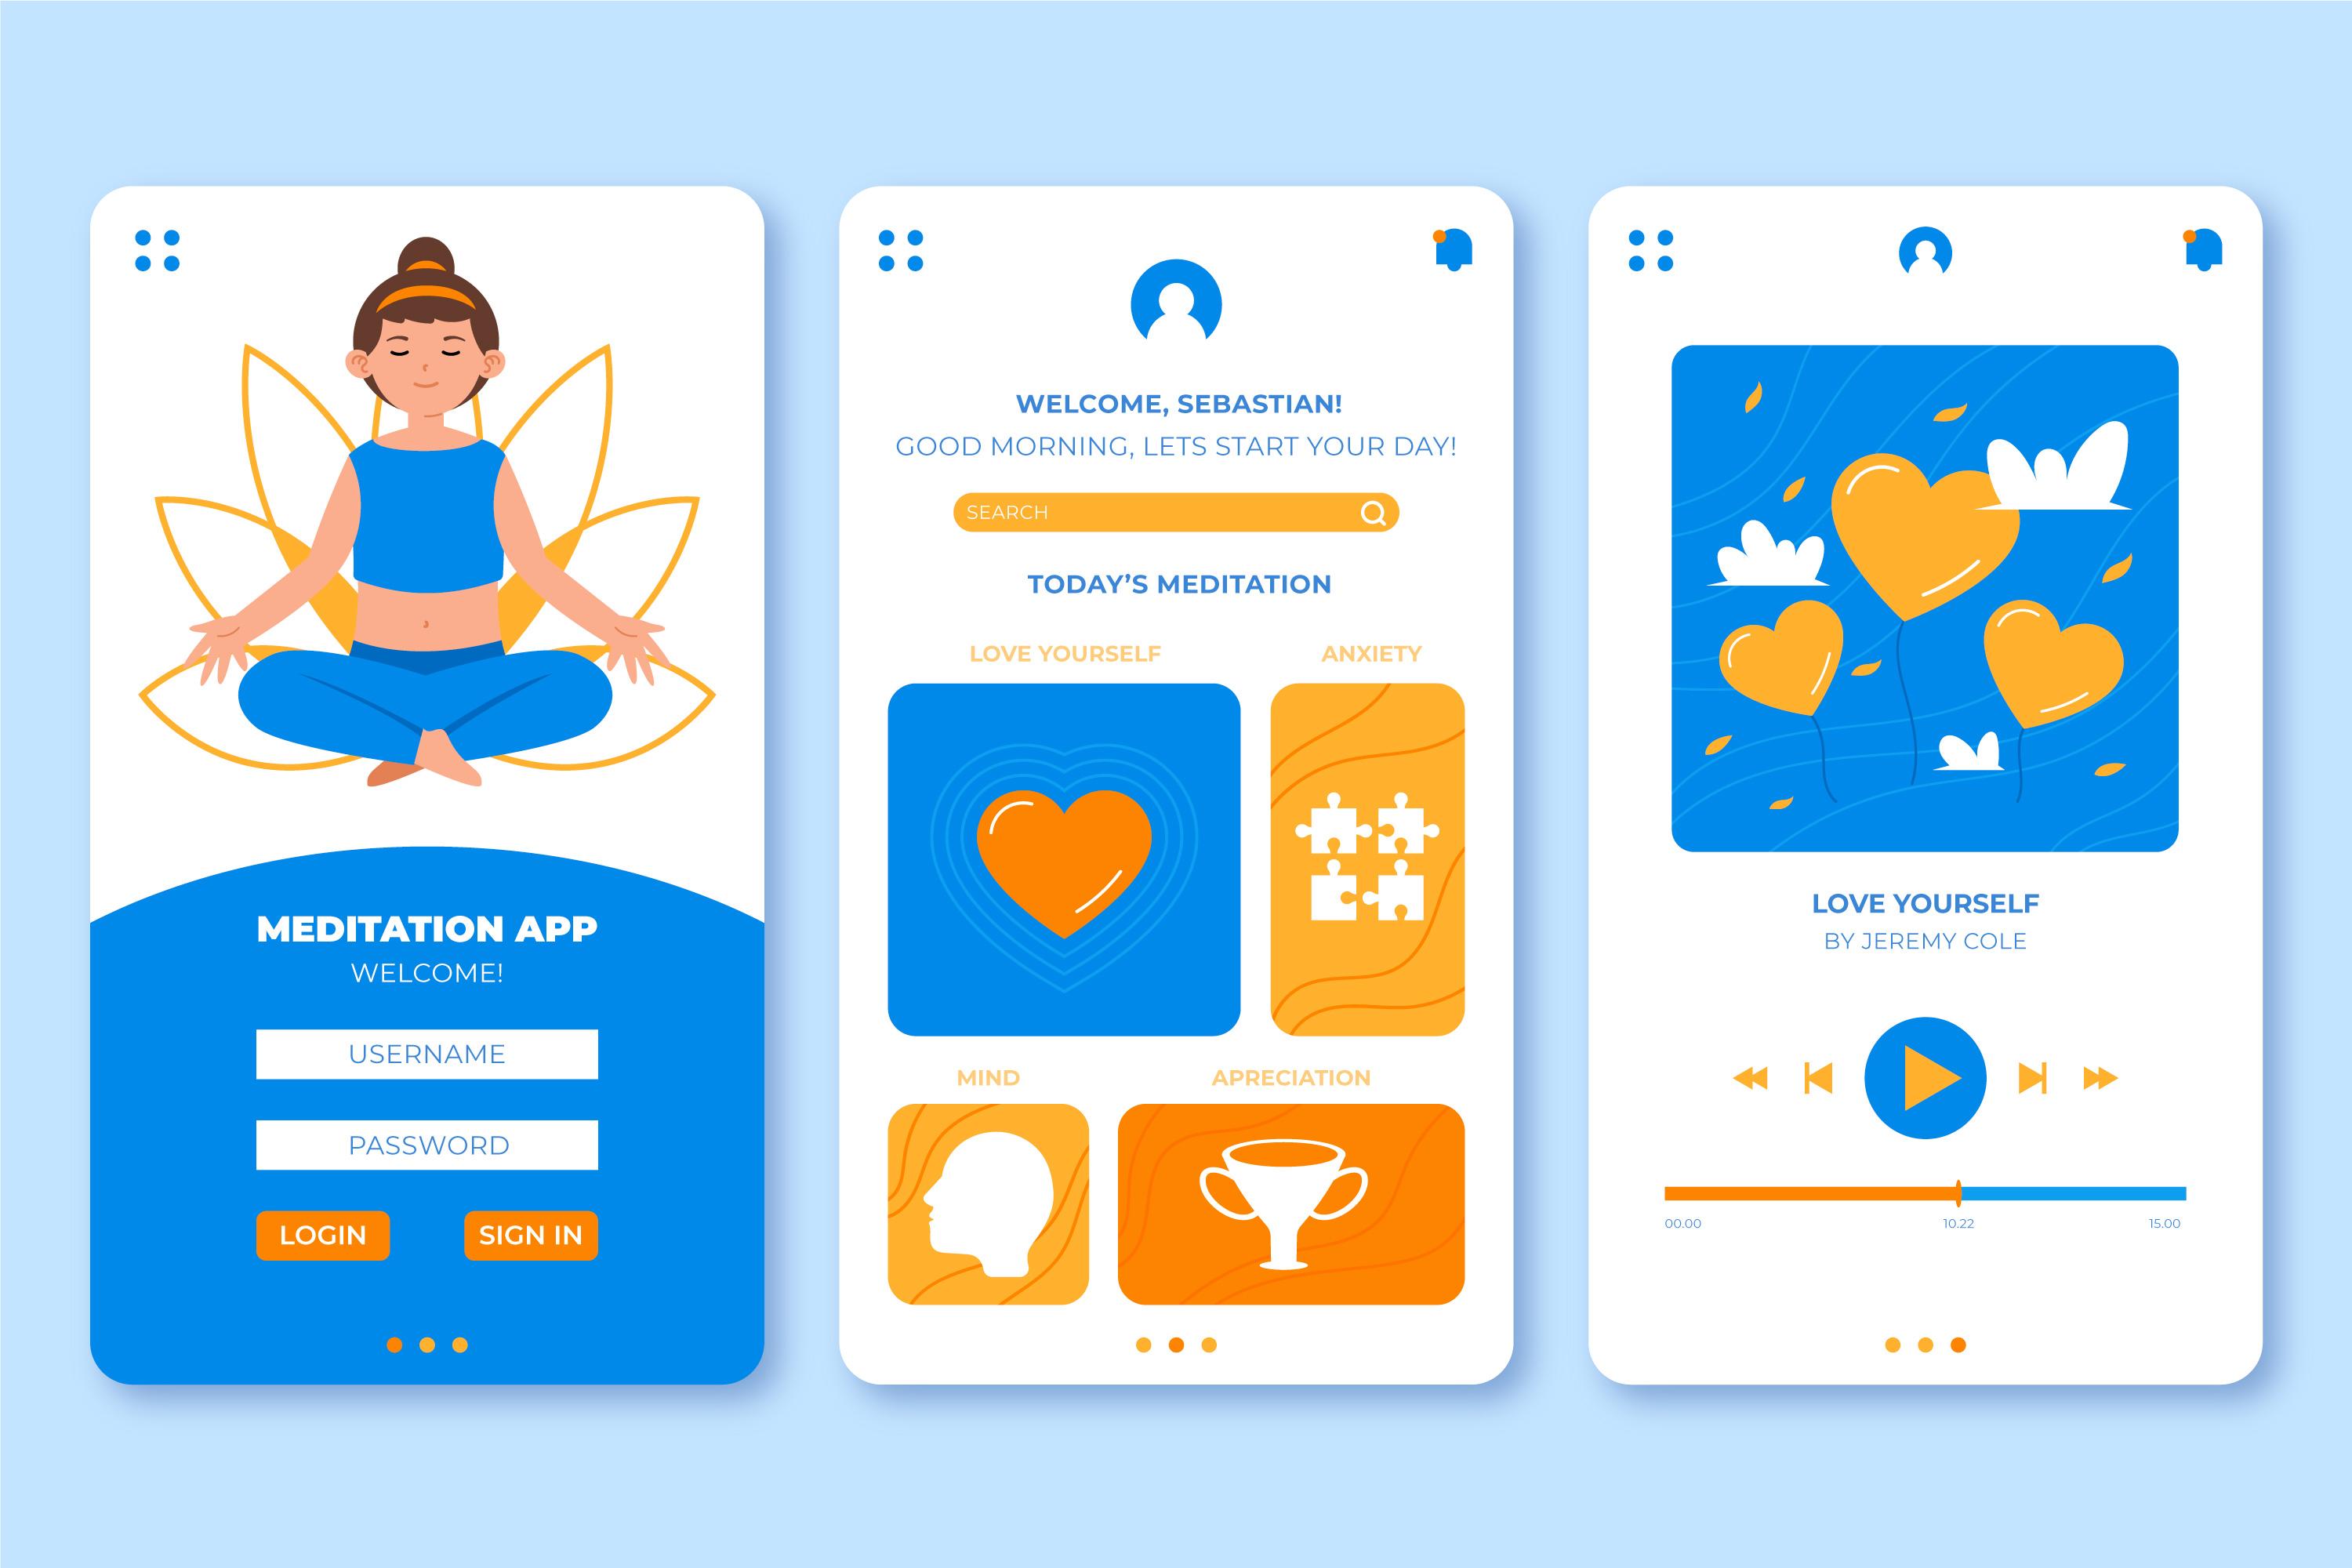 MEDITATION APP
WELCOME!
USERNAME
PASSWORD
LOGIN
SIGN IN
WELCOME, SEBASTIAN!
GOOD MORNING, LETS START YOUR DAY!
SEARCH
TODAY’S MEDITATION
LOVE YOURSELF
ANXIETY
MIND
APRECIATION
LOVE YOURSELF
BY JEREMY COLE
00.00
10.22
15.00